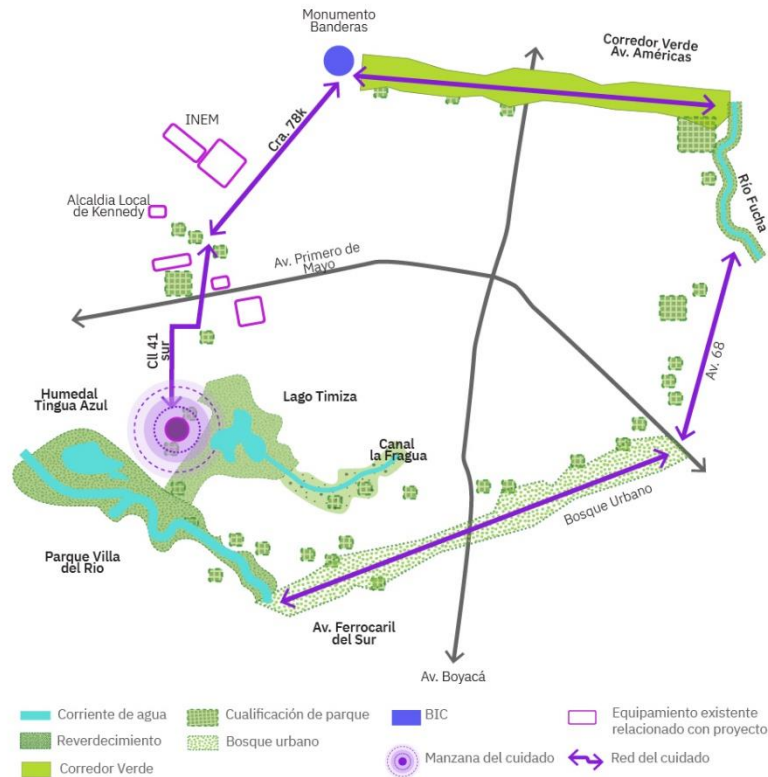 Monumento
Banderas
Corredor Verde
Av. Américas
INEM
Cra. 78k
Alcaldia Local
de Kennedy
Río Fucha
Av. Primero de
Mayo
Cll 41
sur
Av. 68
Humedal
Tingua Azul
Lago Timiza
Canal
la Fragua
Bosque Urbano
Parque Villa
del Rio
Av. Ferrocaril
del Sur
Av. Boyacá
Corriente de agua
Cualificación de parque
BIC
Equipamiento existente
relacionado con proyecto
Reverdecimiento
Bosque urbano
Manzana del cuidado
Red del cuidado
Corredor Verde